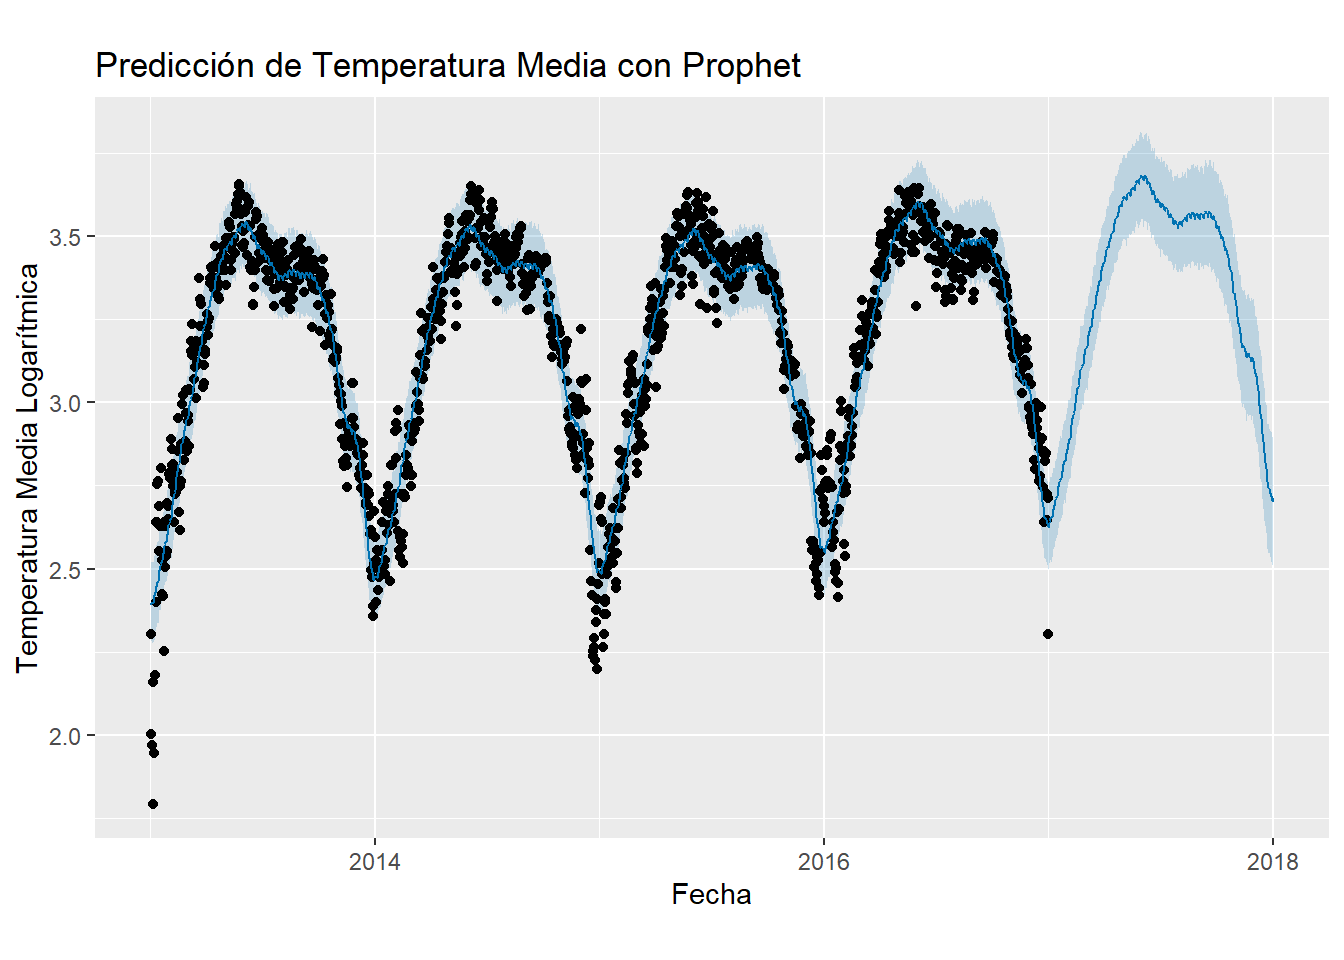 Predicción de Temperatura Media con Prophet
Temperatura Media Logarítmica
3.5
3.0
2.5
2.0
2014
2016
2018
Fecha